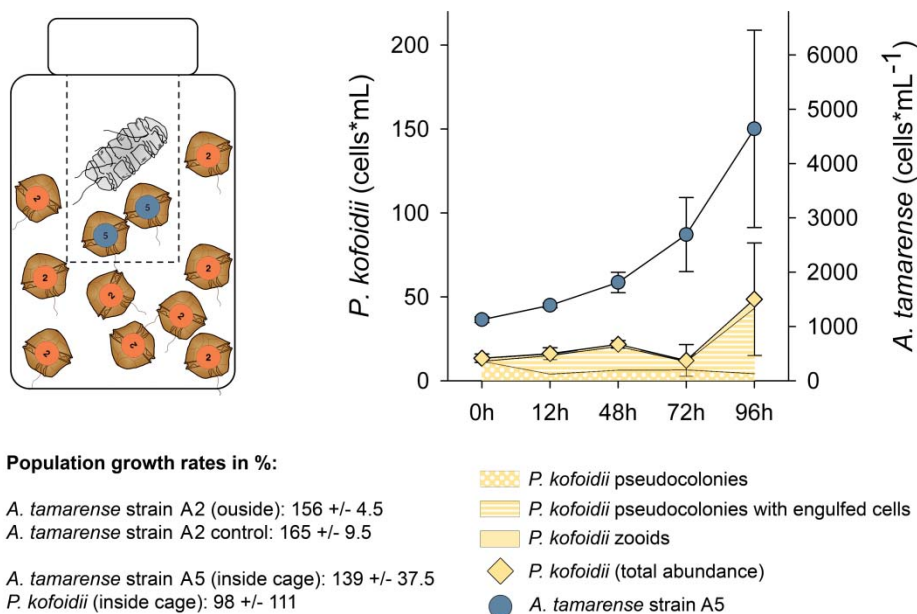 2
2
5
5
2
2
2
2
2
2
2
P. kofoidii (cells*mL)
200
150
100
50
0
0h 12h 48h 72h 96h
6000
5000
4000
3000
2000
1000
0
A. tamarense (cells*mL-1)
Population growth rates in %:
A. tamarense strain A2 (ouside): 156 +/- 4.5
A. tamarense strain A2 control: 165 +/- 9.5
A. tamarense strain A5 (inside cage): 139 +/- 37.5
P. kofoidii (inside cage): 98 +/- 111
P. kofoidii pseudocolonies
P. kofoidii pseudocolonies with engulfed cells
P. kofoidii zooids
P. kofoidii (total abundance)
A. tamarense strain A5